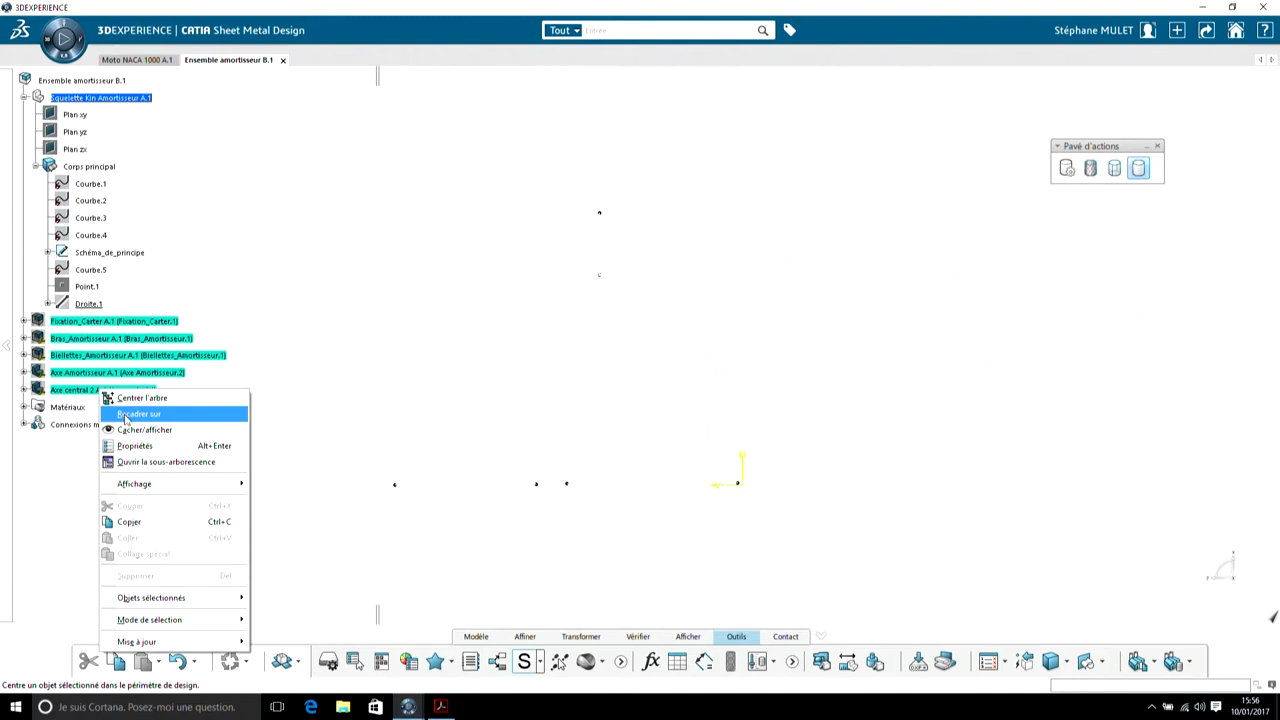 3DEXPERIENCE
3DEXPERIENCE | CATIA Sheet Metal Design
Tout
Entrée
Stéphane MULET
Moto NACA 1000 A.1
Ensemble amortisseur B.1
Ensemble amortisseur B.1
Squelette Kin Amortisseur A.1
Plan xy
Plan yz
Plan zx
Corps principal
Courbe.1
Courbe.2
Courbe.3
Courbe.4
Schéma_de_principe
Courbe.5
Point.1
Droite.1
Fixation_Carter A.1 (Fixation_Carter.1)
Bras_Amortisseur A.1 (Bras_Amortisseur.1)
Biellettes_Amortisseur A.1 (Biellettes_Amortisseur.1)
Axe Amortisseur A.1 (Axe Amortisseur.2)
Axe central 2 A
Matériaux
Connexions m
Centrer l'arbre
Recadrer sur
Cacher/afficher
Propriétés Alt+Enter
Ouvrir la sous-arborescence
Affichage
Couper Ctrl+X
Copier Ctrl+C
Coller Ctrl+V
Collage spécial...
Supprimer Del
Objets sélectionnés
Mode de sélection
Mise à jour
Pavé d'actions
Modèle Affiner Transformer Vérifier Afficher Outils Contact
Centre un objet sélectionné dans le périmètre de design.
Je suis Cortana. Posez-moi une question.
15:56
10/01/2017